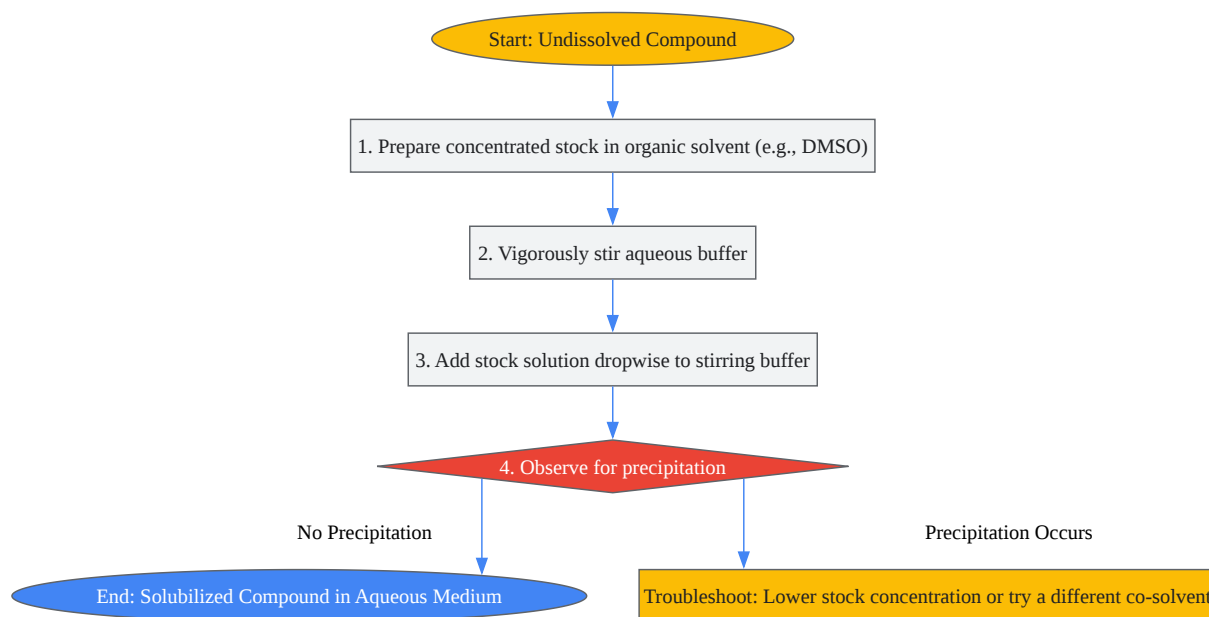 Start: Undissolved Compound
1. Prepare concentrated stock in organic solvent (e.g., DMSO)
2. Vigorously stir aqueous buffer
3. Add stock solution dropwise to stirring buffer
4. Observe for precipitation
No Precipitation
Precipitation Occurs
End: Solubilized Compound in Aqueous Medium
Troubleshoot: Lower stock concentration or try a different co-solvent